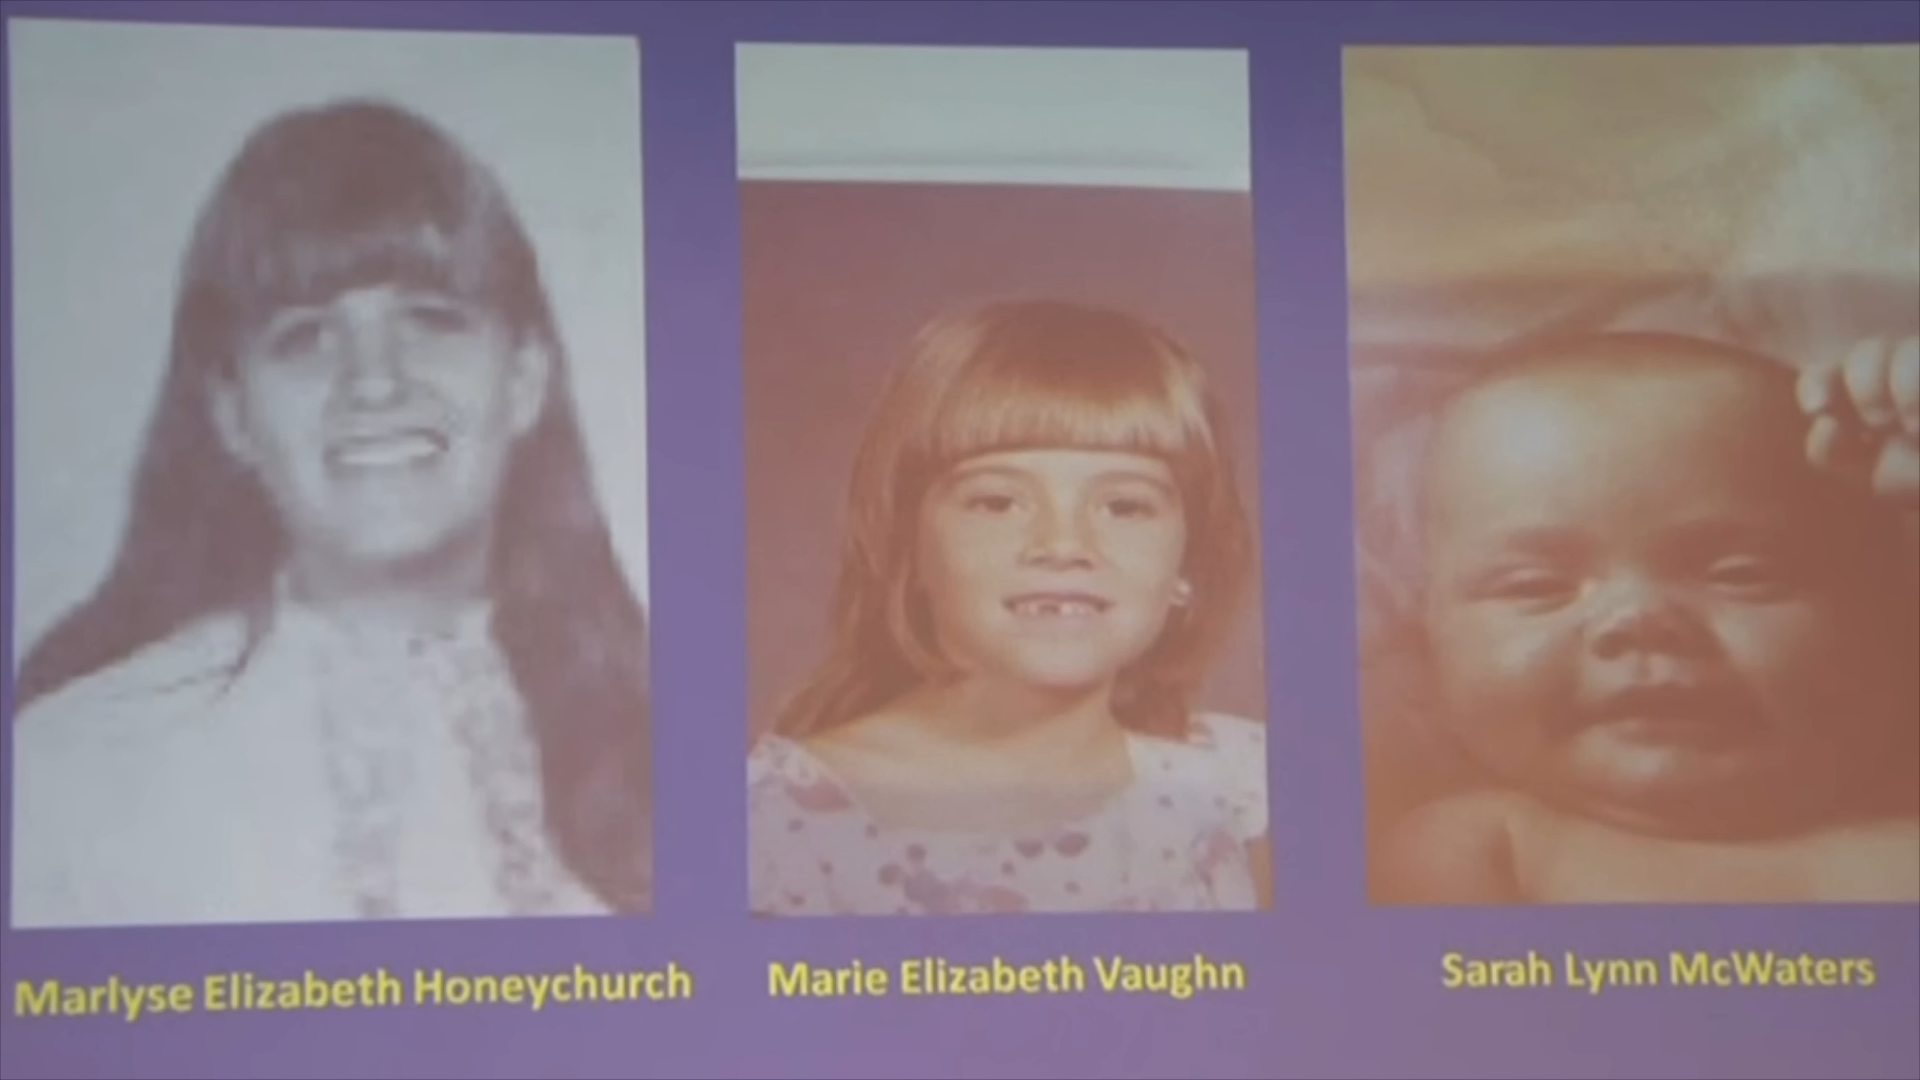 Marlyse Elizabeth Honeychurch
Marie Elizabeth Vaughn
Sarah Lynn McWaters